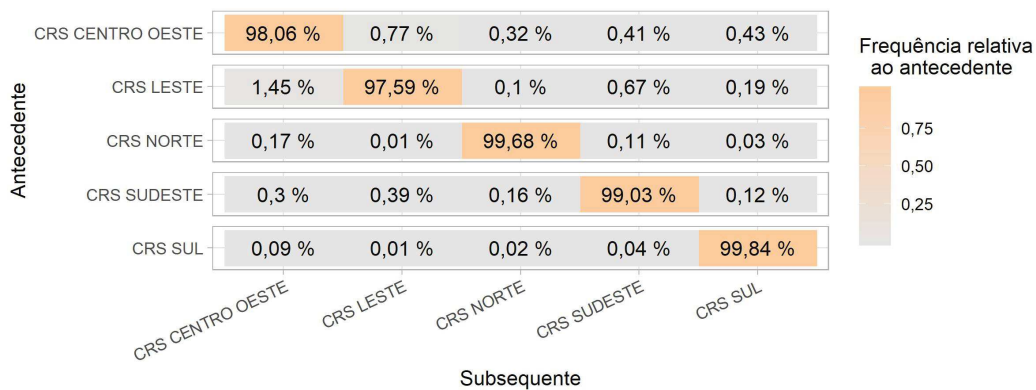 CRS CENTRO OESTE 98,06 % 0,77 % 0,32 % 0,41 % 0,43 %
CRS LESTE 1,45 % 97,59 % 0,1 % 0,67 % 0,19 %
CRS NORTE 0,17 % 0,01 % 99,68 % 0,11 % 0,03 %
CRS SUDESTE 0,3 % 0,39 % 0,16 % 99,03 % 0,12 %
CRS SUL 0,09 % 0,01 % 0,02 % 0,04 % 99,84 %
Antecedente
CRS CENTRO OESTE CRS LESTE CRS NORTE CRS SUDESTE CRS SUL
Subsequente
Frequência relativa
ao antecedente
0,75
0,50
0,25